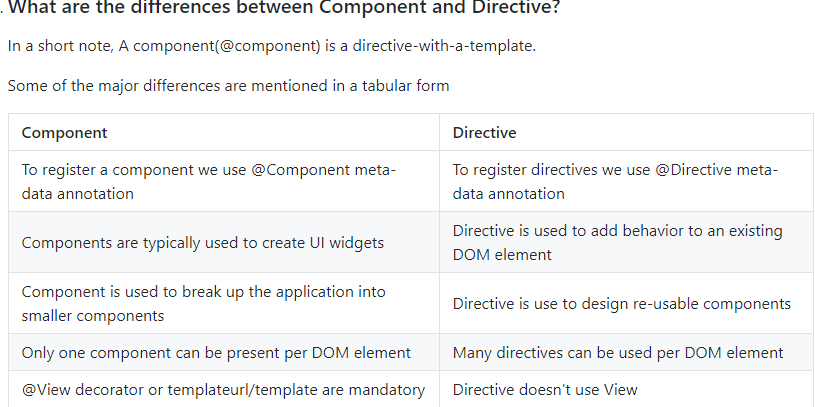 . What are the differences between Component and Directive?
In a short note, A component(@component) is a directive-with-a-template.
Some of the major differences are mentioned in a tabular form
Component
Directive
To register a component we use @Component meta-
data annotation
To register directives we use @Directive meta-
data annotation
Components are typically used to create UI widgets
Directive is used to add behavior to an existing
DOM element
Component is used to break up the application into
smaller components
Directive is use to design re-usable components
Only one component can be present per DOM element
Many directives can be used per DOM element
@View decorator or templateurl/template are mandatory
Directive doesn't use View